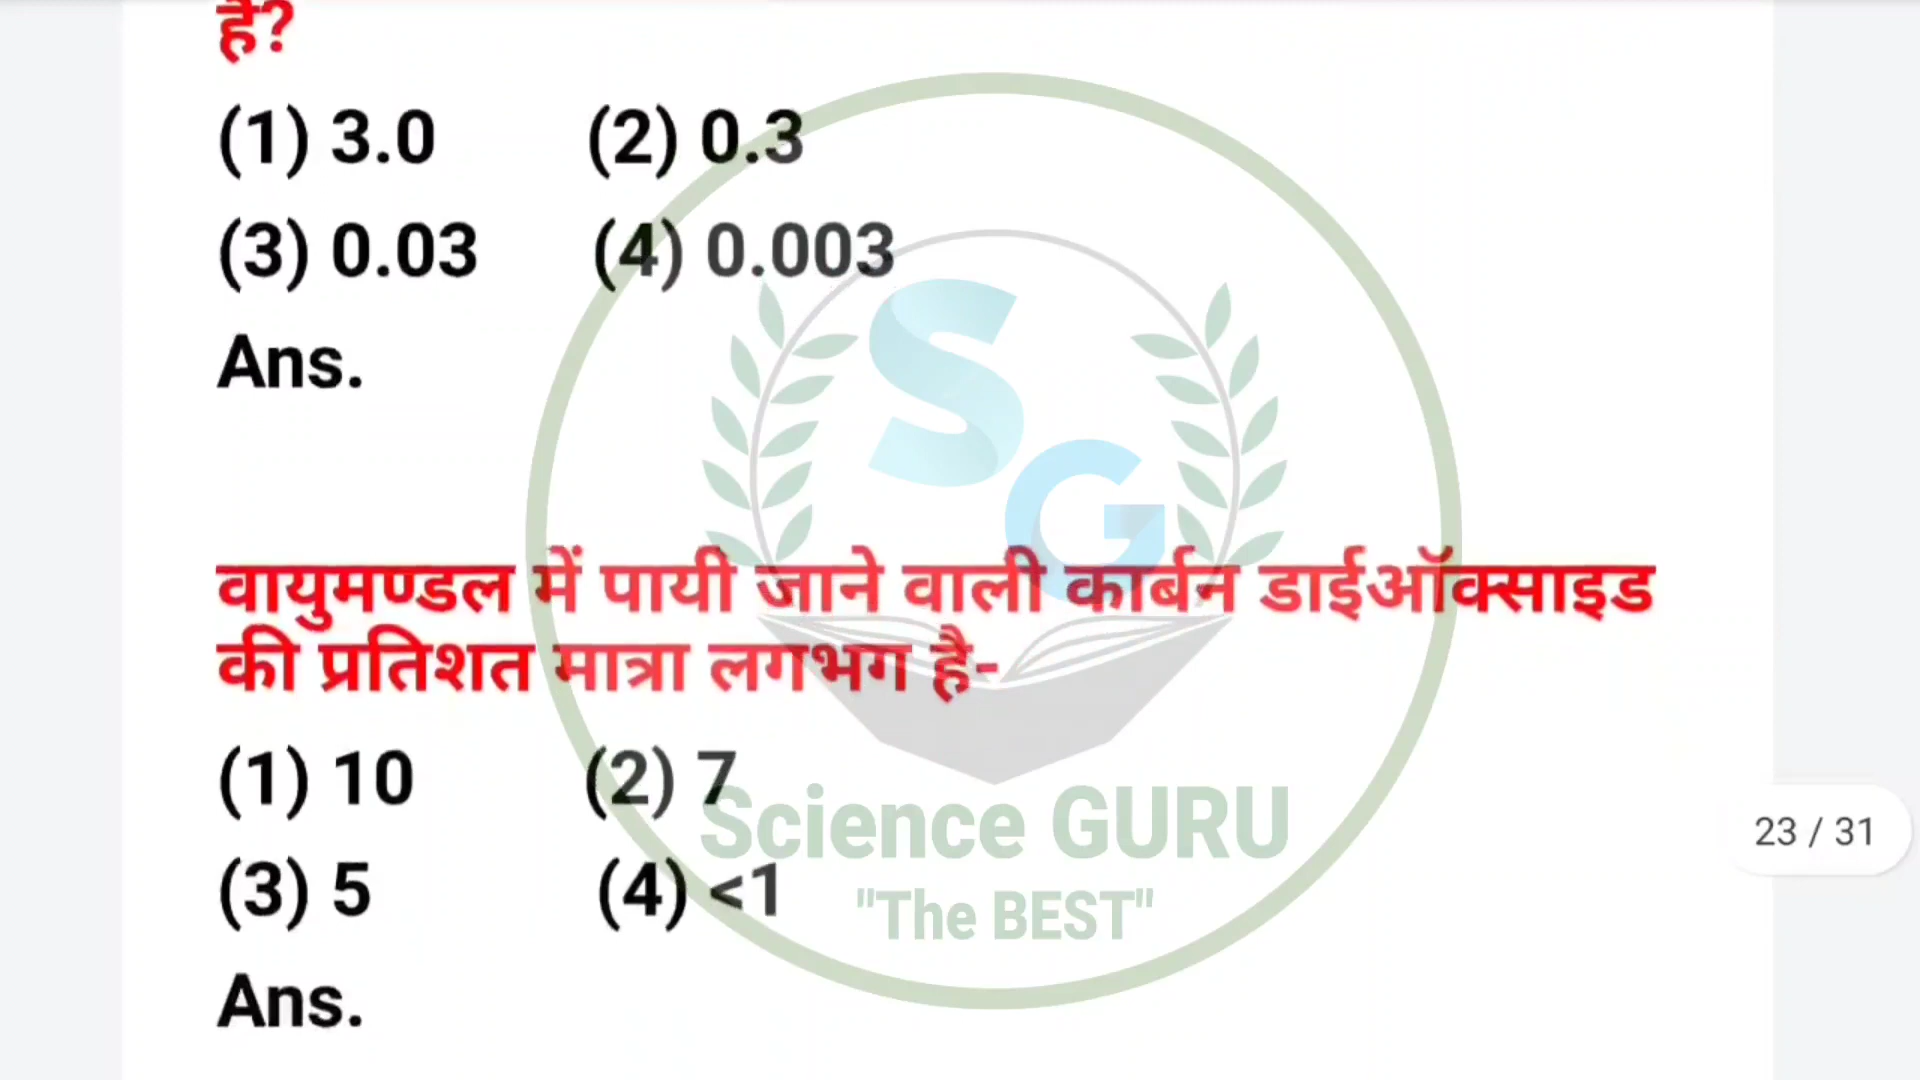 है?
(1) 3.0 (2) 0.3
(3) 0.03 (4) 0.003
Ans.
SG
वायुमण्डल में पायी जाने वाली कार्बन डाईऑक्साइड
की प्रतिशत मात्रा लगभग है-
(1) 10 (2) 7
Science GURU
23 / 31
(3) 5 (4) <1
"The BEST"
Ans.